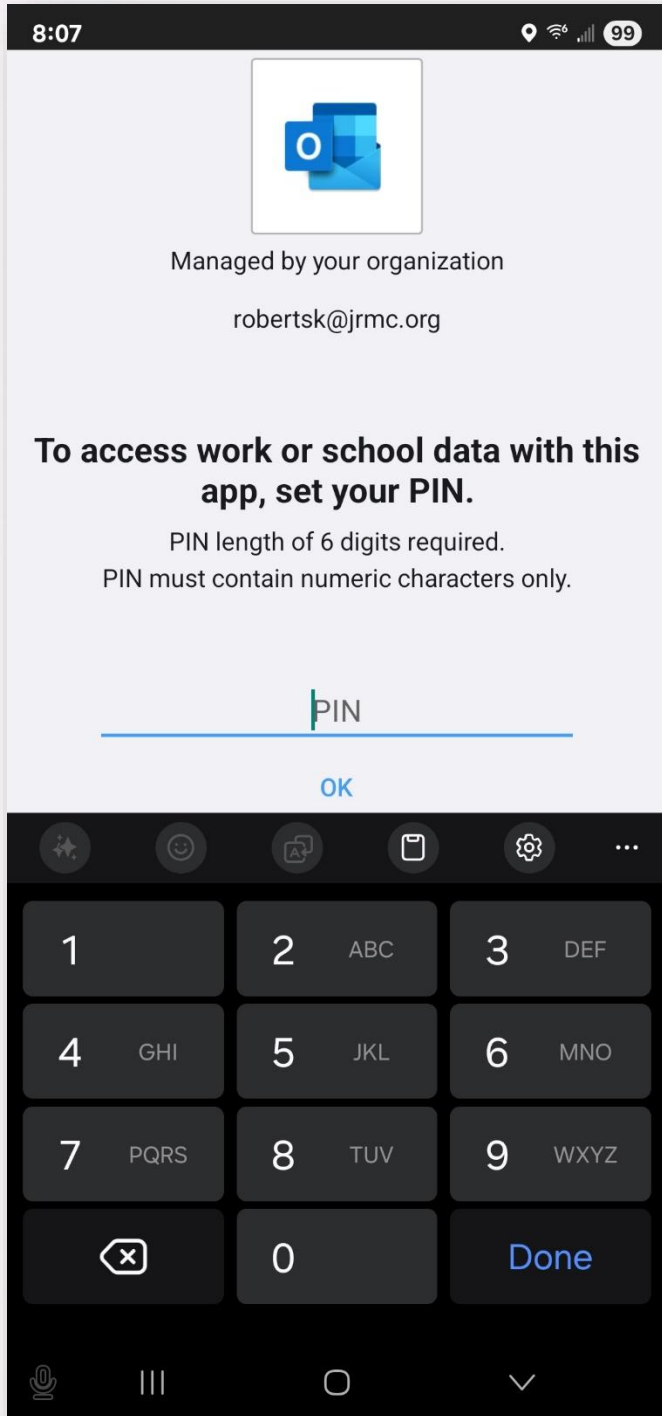 8:07
6
99
O
Managed by your organization
robertsk@jrmc.org
To access work or school data with this
app, set your PIN.
PIN length of 6 digits required.
PIN must contain numeric characters only.
PIN
OK
A
1 2 ABC 3 DEF
4 GHI 5 JKL 6 MNO
7 PQRS 8 TUV 9 WXYZ
0 Done